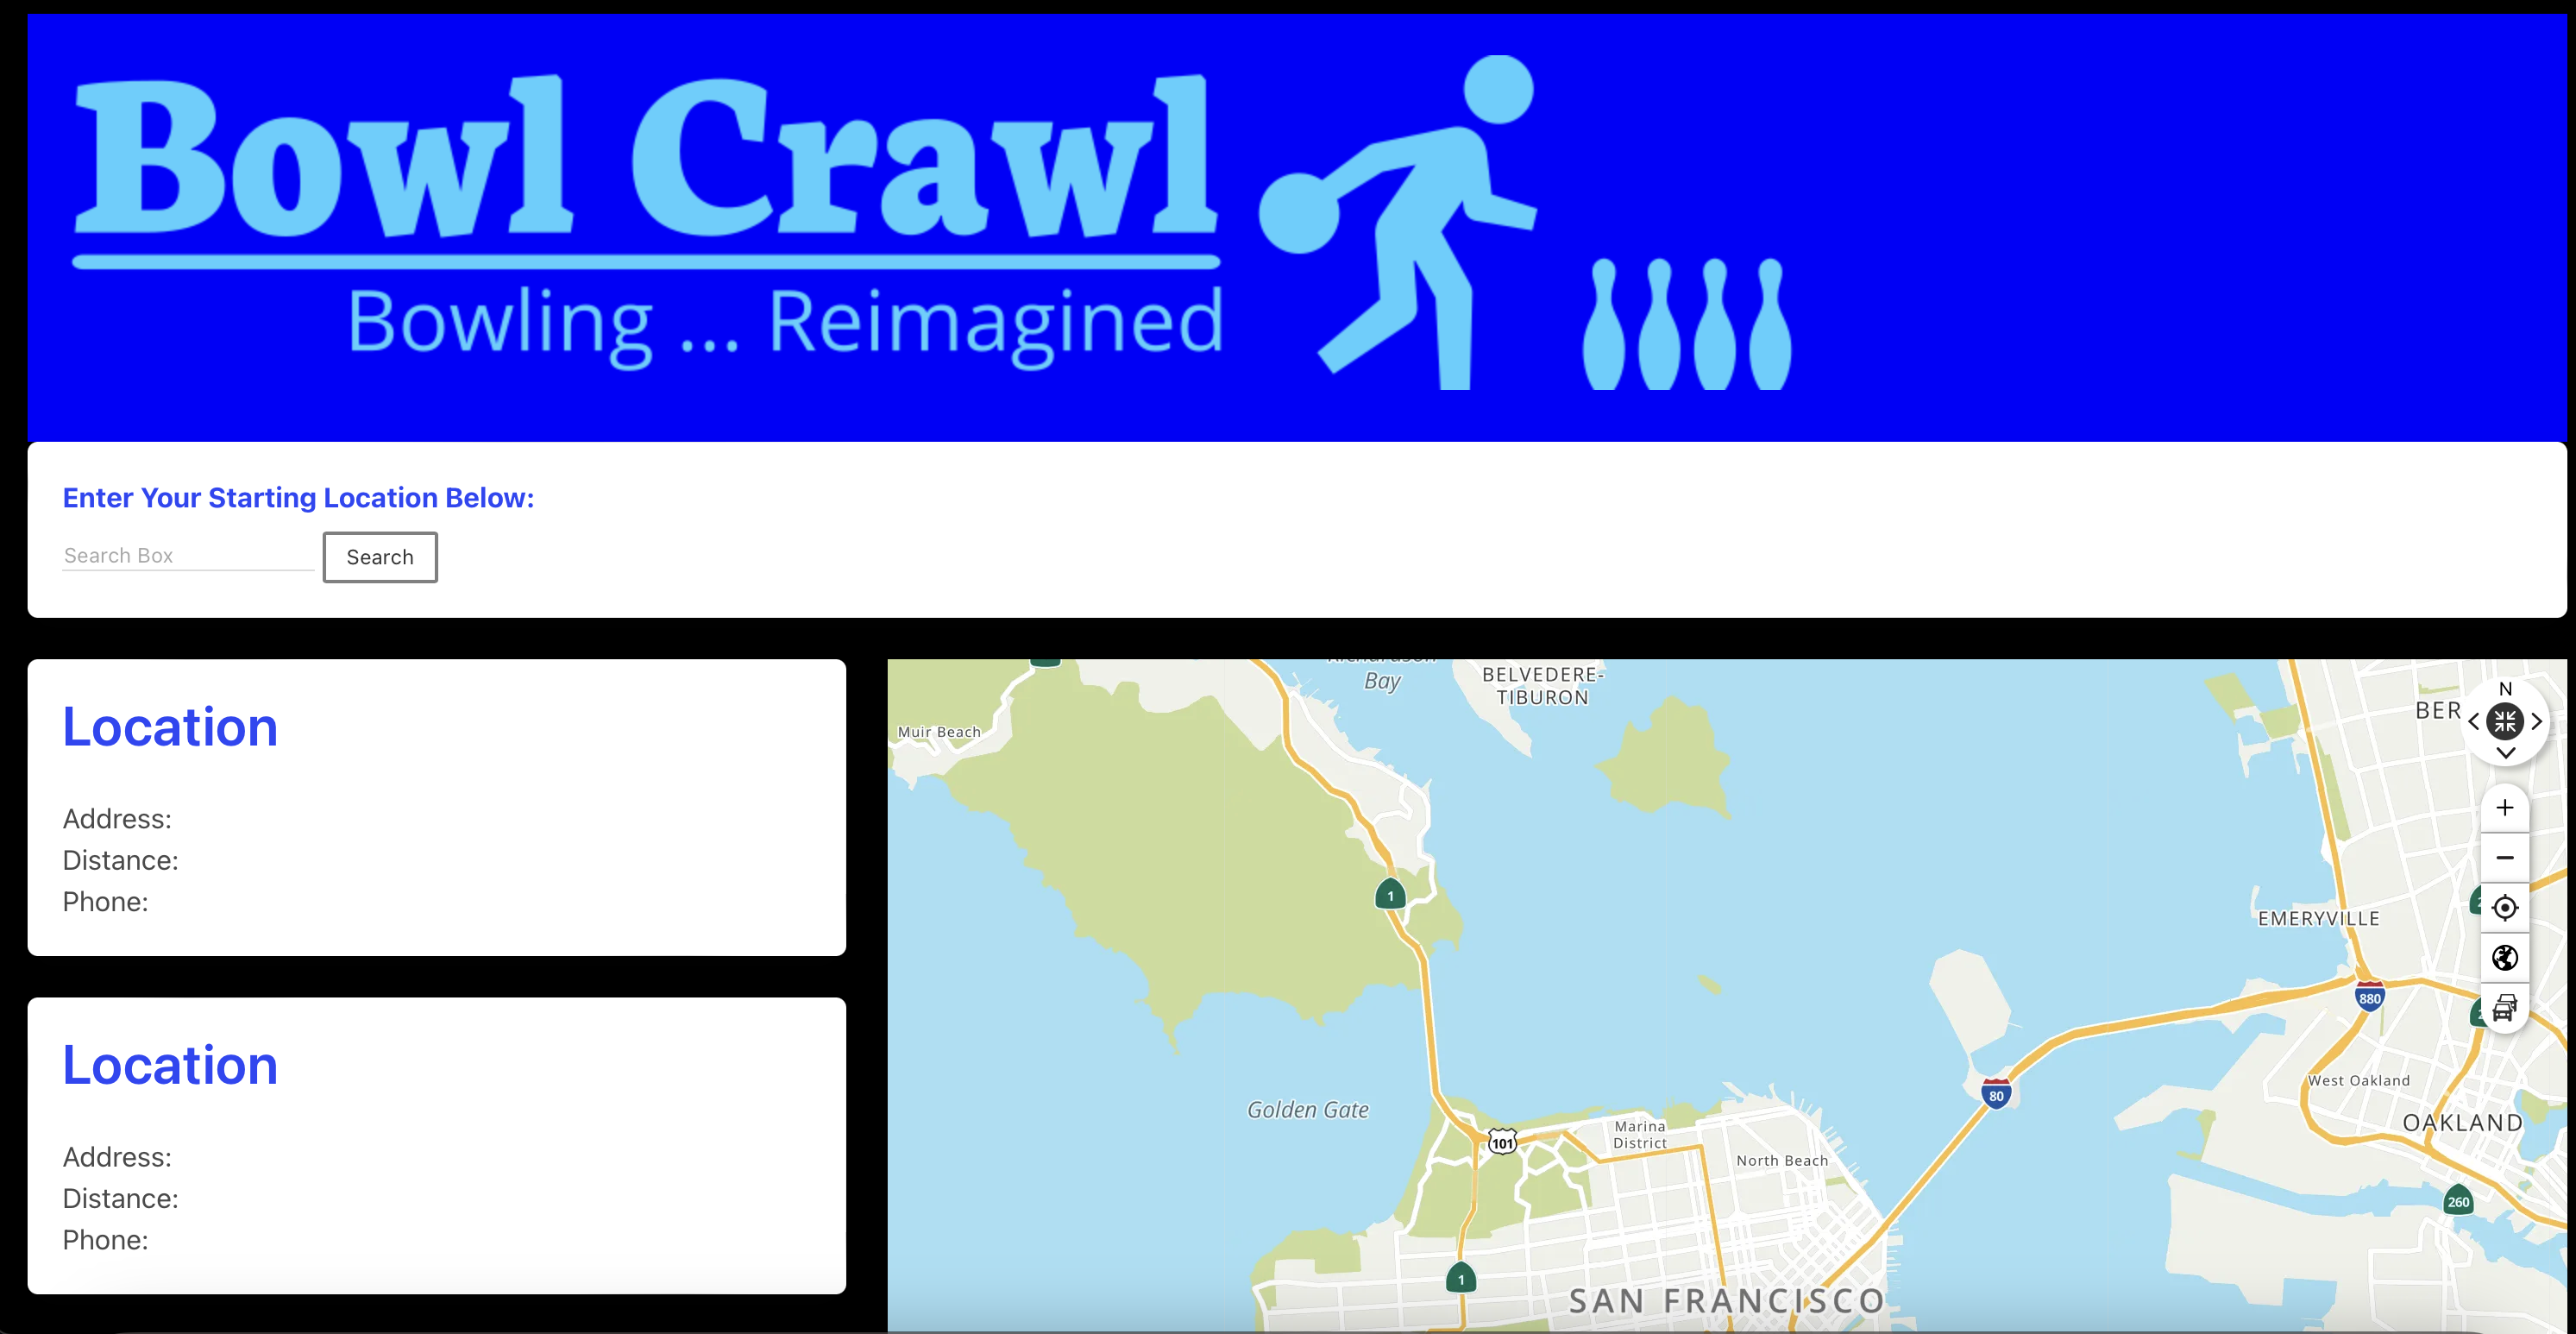 Bowl Crawl
Bowling ... Reimagined
Enter Your Starting Location Below:
Search Box
Search
Location
Address:
Distance:
Phone:
Location
Address:
Distance:
Phone:
Bay
BELVEDERE-
TIBURON
Muir Beach
N
BER
1
EMERYVILLE
880
80
West Oakland
OAKLAND
Golden Gate
101
Marina
District
North Beach
260
1
SAN FRANCISCO